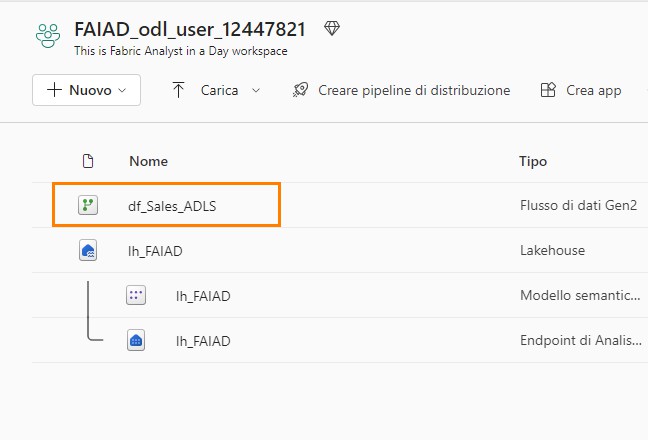 FAIAD_odl_user_12447821
This is Fabric Analyst in a Day workspace
Nuovo Carica Creare pipeline di distribuzione Crea app
Nome Tipo
df_Sales_ADLS Flusso di dati Gen2
lh_FAIAD Lakehouse
lh_FAIAD Modello semantic...
lh_FAIAD Endpoint di Analis...